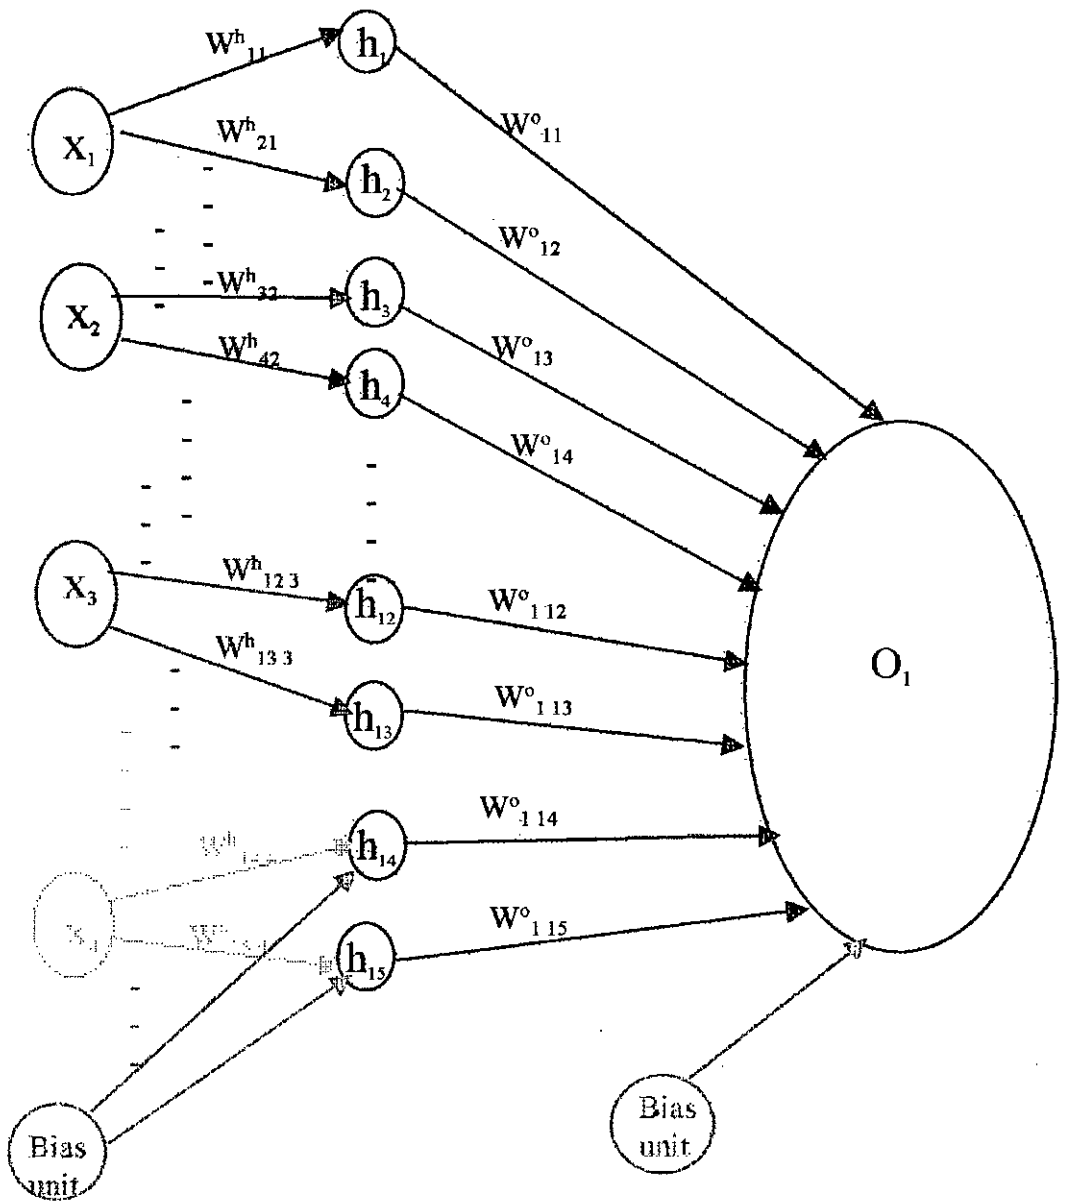 X₁
X₂
X₃
Bias
unit
Wʰ₁₁
Wʰ₂₁
Wʰ₃₂
Wʰ₄₂
Wʰ₁₂ ₃
Wʰ₁₃ ₃
h₁
h₂
h₃
h₄
h₁₂
h₁₃
h₁₄
h₁₅
Wᵒ₁₁
Wᵒ₁₂
Wᵒ₁₃
Wᵒ₁₄
Wᵒ₁ ₁₂
Wᵒ₁ ₁₃
Wᵒ₁ ₁₄
Wᵒ₁ ₁₅
O₁
Bias
unit